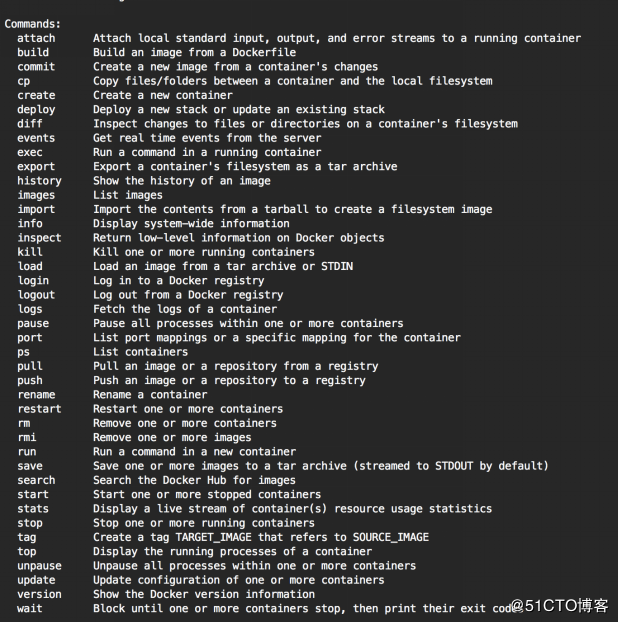 Commands:
attach Attach local standard input, output, and error streams to a running container
build Build an image from a Dockerfile
commit Create a new image from a container's changes
cp Copy files/folders between a container and the local filesystem
create Create a new container
deploy Deploy a new stack or update an existing stack
diff Inspect changes to files or directories on a container's filesystem
events Get real time events from the server
exec Run a command in a running container
export Export a container's filesystem as a tar archive
history Show the history of an image
images List images
import Import the contents from a tarball to create a filesystem image
info Display system-wide information
inspect Return low-level information on Docker objects
kill Kill one or more running containers
load Load an image from a tar archive or STDIN
login Log in to a Docker registry
logout Log out from a Docker registry
logs Fetch the logs of a container
pause Pause all processes within one or more containers
port List port mappings or a specific mapping for the container
ps List containers
pull Pull an image or a repository from a registry
push Push an image or a repository to a registry
rename Rename a container
restart Restart one or more containers
rm Remove one or more containers
rmi Remove one or more images
run Run a command in a new container
save Save one or more images to a tar archive (streamed to STDOUT by default)
search Search the Docker Hub for images
start Start one or more stopped containers
stats Display a live stream of container(s) resource usage statistics
stop Stop one or more running containers
tag Create a tag TARGET_IMAGE that refers to SOURCE_IMAGE
top Display the running processes of a container
unpause Unpause all processes within one or more containers
update Update configuration of one or more containers
version Show the Docker version information
wait Block until one or more containers stop, then print their exit codes
@51CTO博客